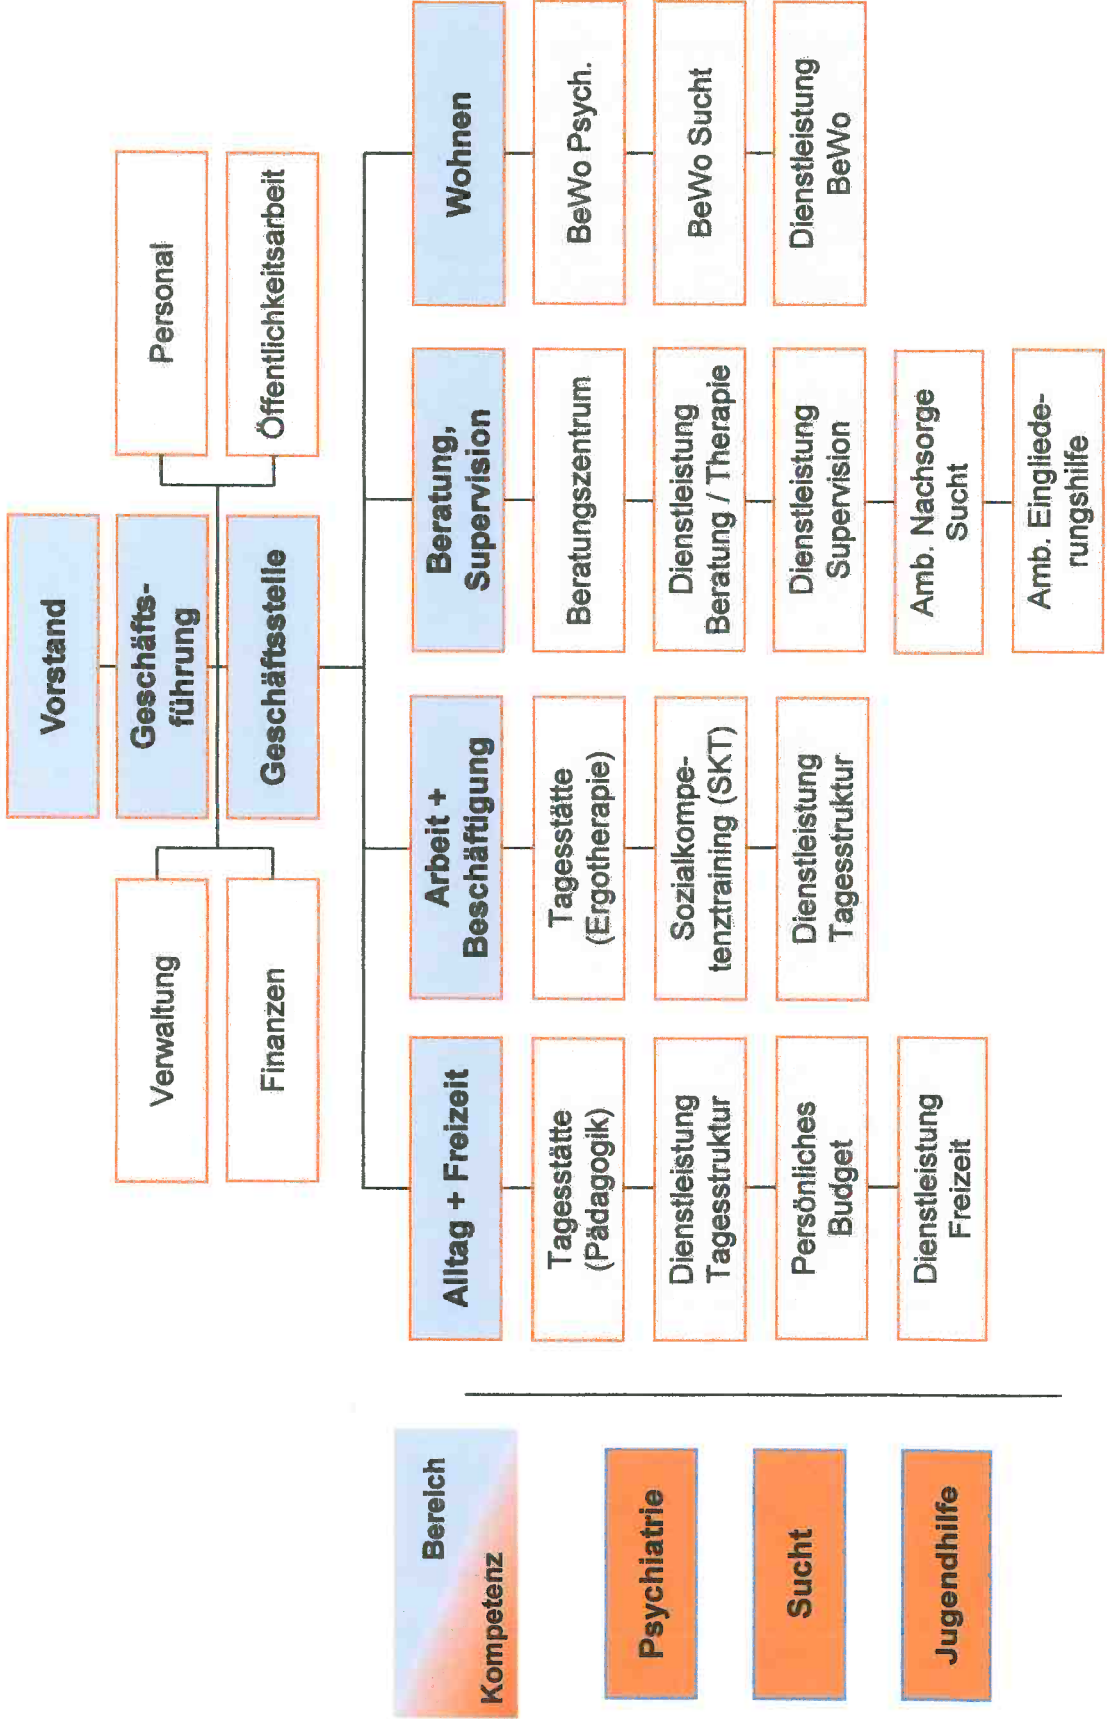 Vorstand
Geschäfts-
führung
Geschäftsstelle
Verwaltung
Finanzen
Personal
Öffentlichkeitsarbeit
Bereich
Kompetenz
Psychiatrie
Sucht
Jugendhilfe
Alltag + Freizeit
Tagesstätte
(Pädagogik)
Dienstleistung
Tagesstruktur
Persönliches
Budget
Dienstleistung
Freizeit
Arbeit +
Beschäftigung
Tagesstätte
(Ergotherapie)
Sozialkompe-
tenztraining (SKT)
Dienstleistung
Tagesstruktur
Beratung,
Supervision
Beratungszentrum
Dienstleistung
Beratung / Therapie
Dienstleistung
Supervision
Amb. Nachsorge
Sucht
Amb. Eingliede-
rungshilfe
Wohnen
BeWo Psych.
BeWo Sucht
Dienstleistung
BeWo